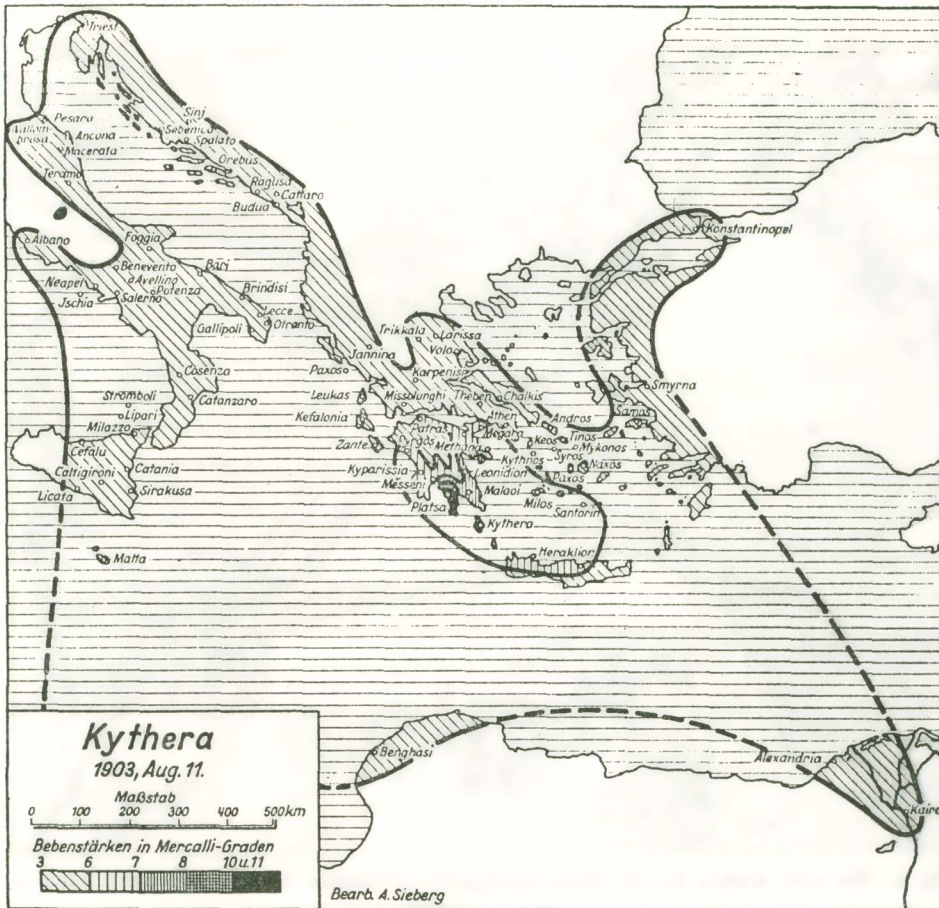 Triest
Sinj
Pesaro
Sebenico
Vallom-
brosa
Ancona
Spalato
Macerata
Orebus
Teramo
Ragusa
Cattaro
Budua
Albano
Foggia
Konstantinopel
Benevento
Bari
Neapel
Avellino
Potenza
Jschia
Salerno
Brindisi
Lecce
Gallipoli
Otranto
Trikkala
Larissa
Jannina
Volo
Cosenza
Paxos
Karpenisi
Smyrna
Stromboli
Catanzaro
Leukas
Missolunghi
Theben
Chalkis
Lipari
Kefalonia
Athen
Andros
Samos
Milazzo
Patras
Megara
Keos
Tinos
Cefalu
Zante
Pyrgos
Methana
Mykonos
Kythnos
Syros
Caltigironi
Catania
Kyparissia
Leonidion
Naxos
Licata
Sirakusa
Messeni
Malaoi
Paxos
Platsa
Milos
Santorin
Kythera
Malta
Heraklion
Benghasi
Alexandria
Kairo
Kythera
1903, Aug. 11.
Maßstab
0 100 200 300 400 500km
Bebenstärken in Mercalli-Graden
3 6 7 8 10u.11
Bearb. A. Sieberg